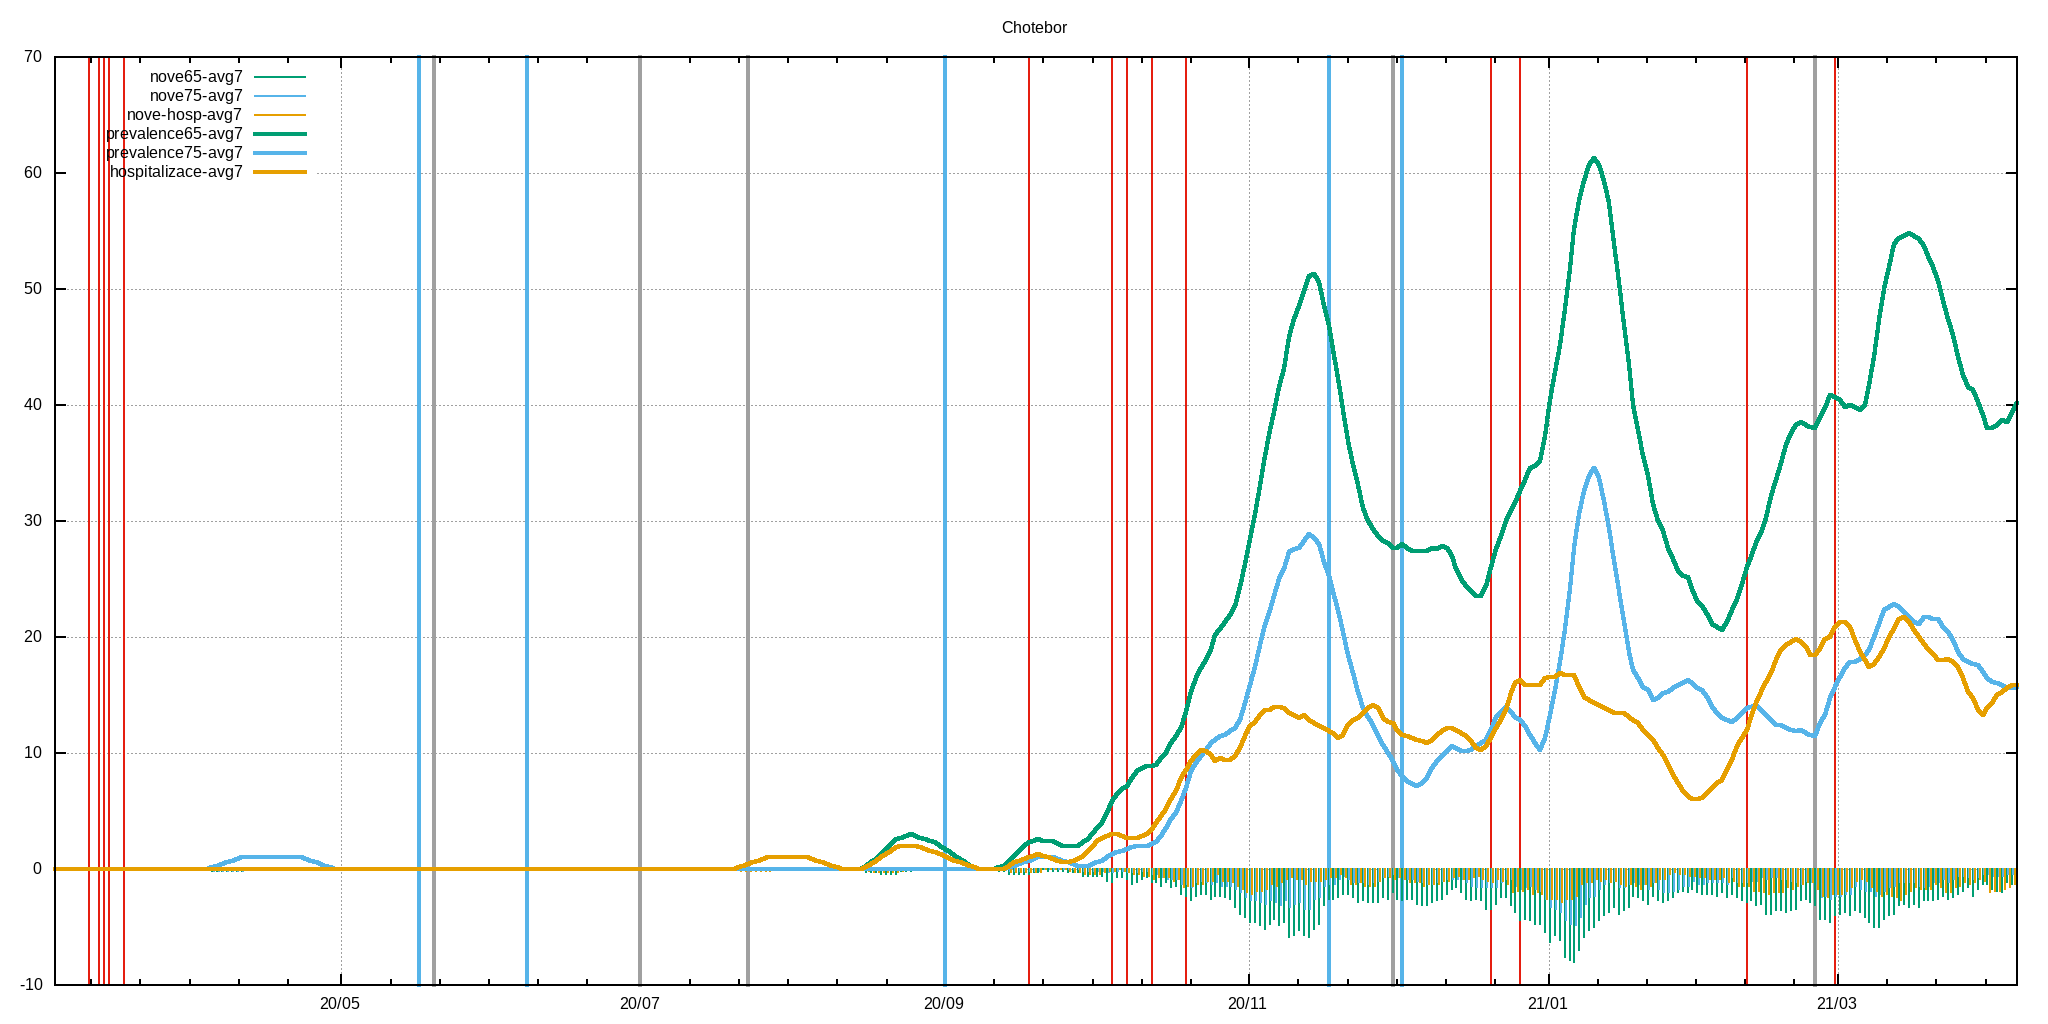 Chotebor
70
60
50
40
30
20
10
0
-10
nove65-avg7
nove75-avg7
nove-hosp-avg7
prevalence65-avg7
prevalence75-avg7
hospitalizace-avg7
20/05 20/07 20/09 20/11 21/01 21/03